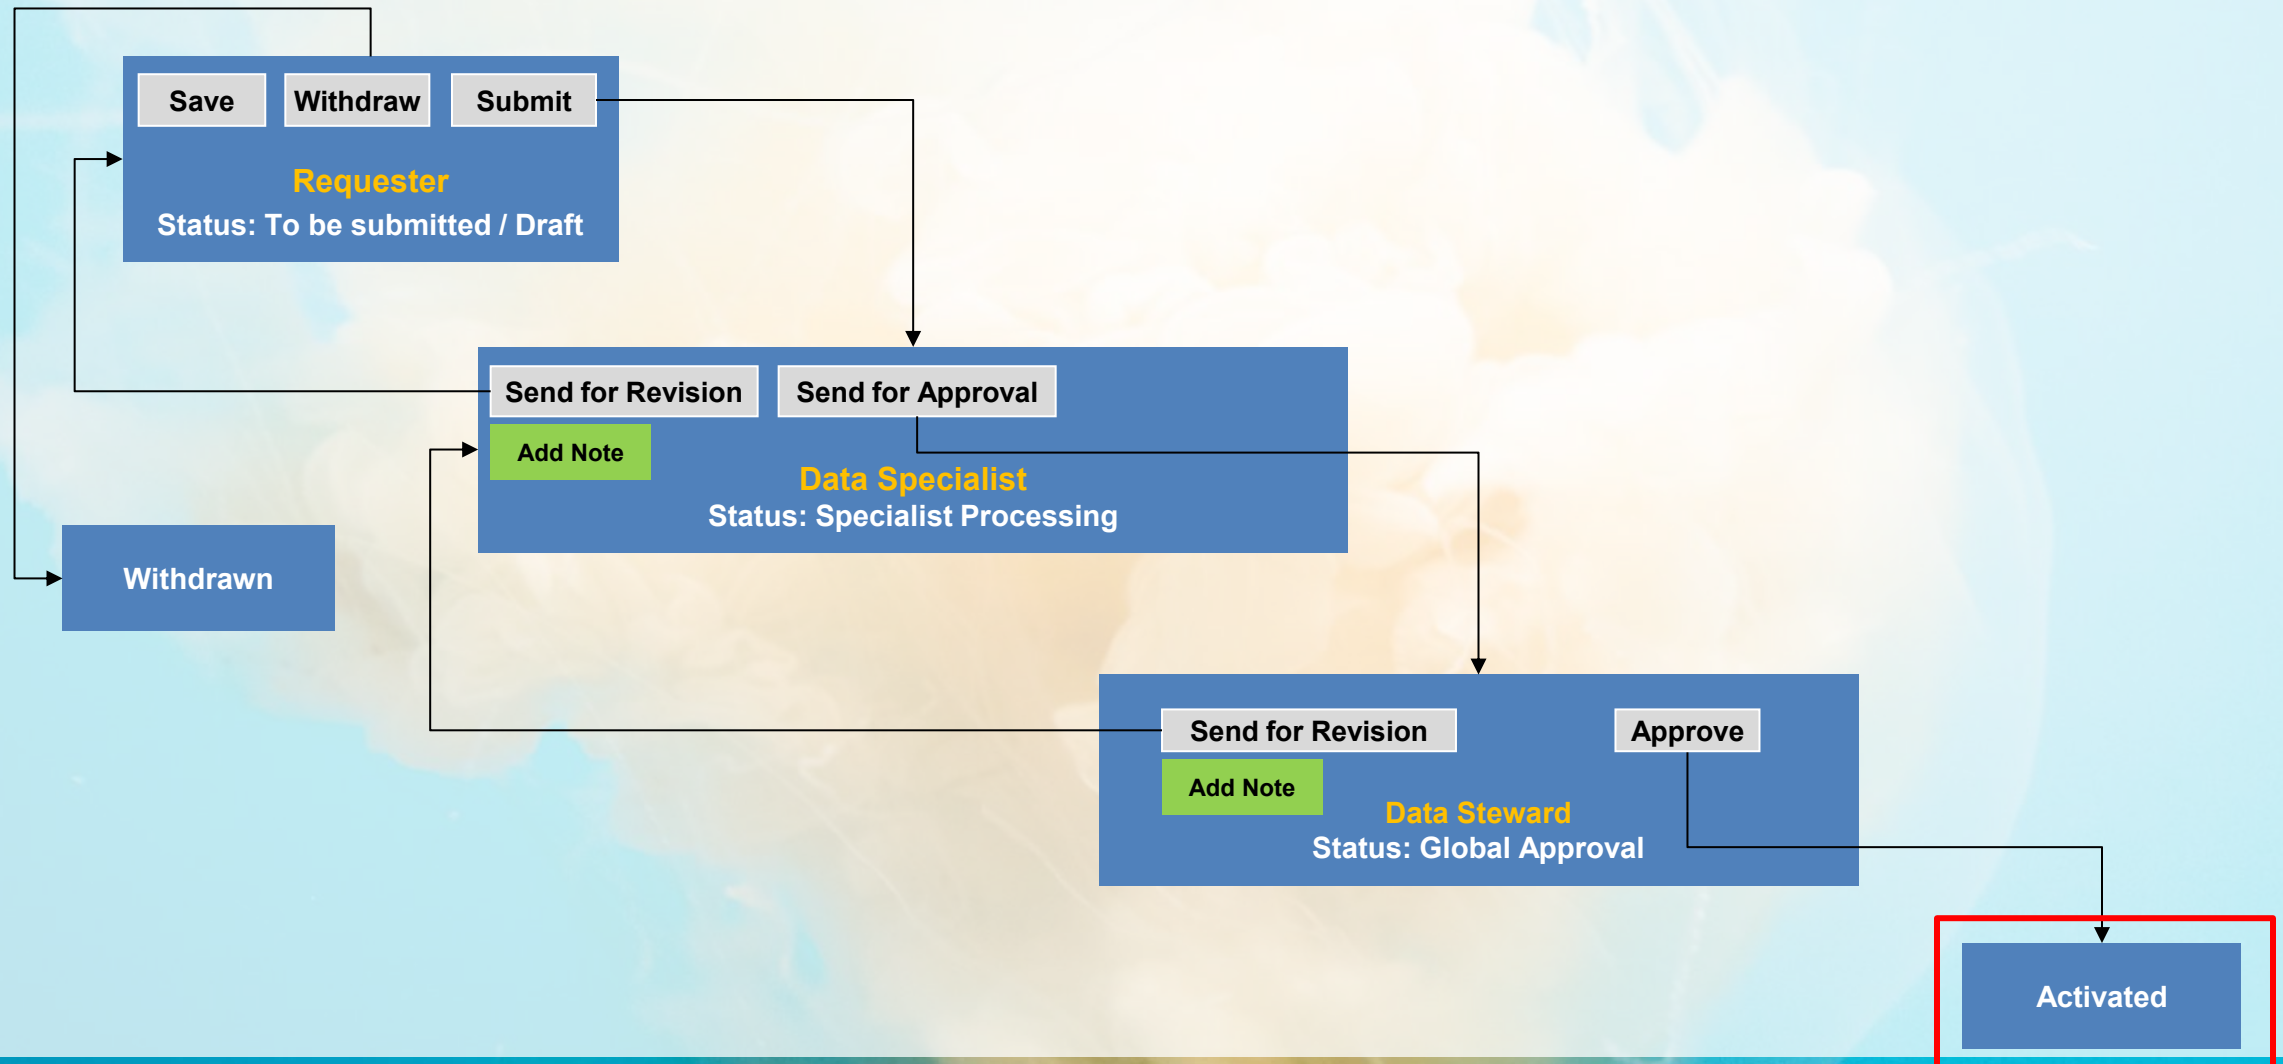 Save
Withdraw
Submit
Requester
Status: To be submitted / Draft
Send for Revision
Send for Approval
Add Note
Data Specialist
Status: Specialist Processing
Withdrawn
Send for Revision
Approve
Add Note
Data Steward
Status: Global Approval
Activated